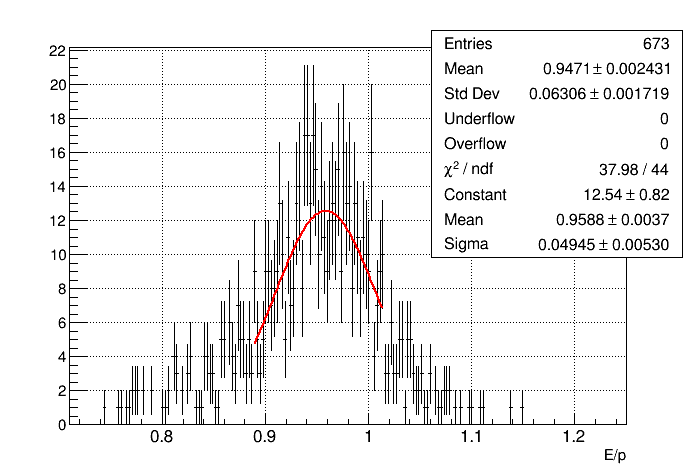 Entries 673
Mean 0.9471 ± 0.002431
Std Dev 0.06306 ± 0.001719
Underflow 0
Overflow 0
χ² / ndf 37.98 / 44
Constant 12.54 ± 0.82
Mean 0.9588 ± 0.0037
Sigma 0.04945 ± 0.00530
22
20
18
16
14
12
10
8
6
4
2
0
0.8 0.9 1 1.1 1.2
E/p